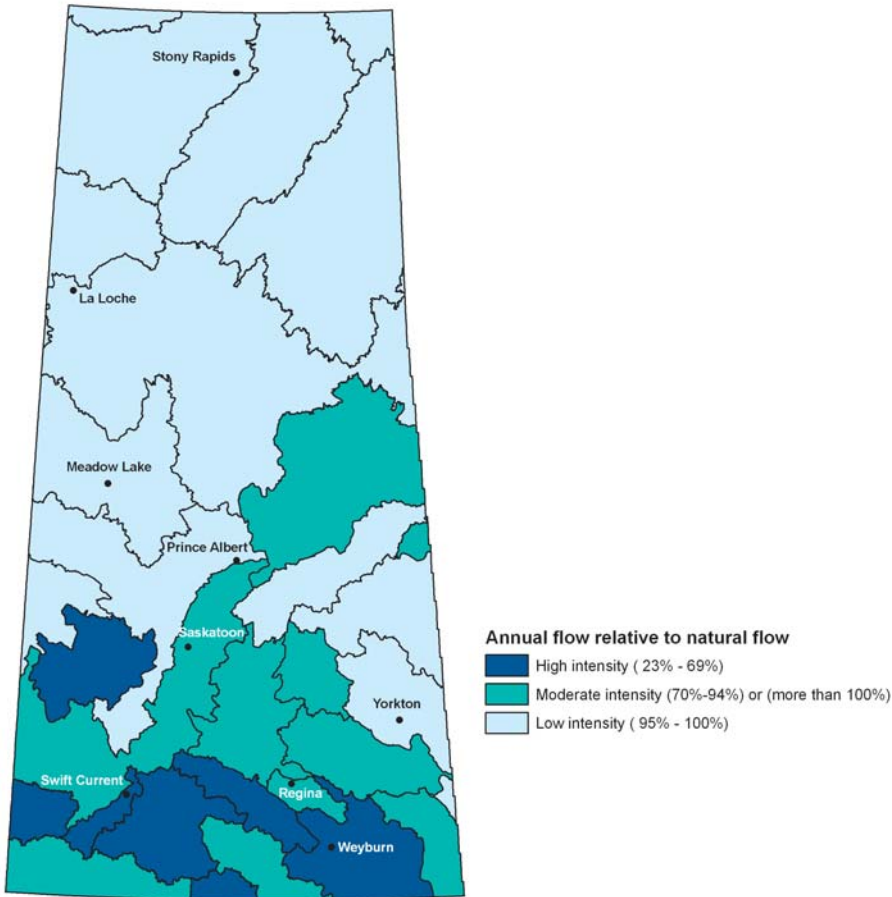 Stony Rapids
La Loche
Meadow Lake
Prince Albert
Saskatoon
Yorkton
Swift Current
Regina
Weyburn
Annual flow relative to natural flow
High intensity ( 23% - 69%)
Moderate intensity (70%-94%) or (more than 100%)
Low intensity ( 95% - 100%)